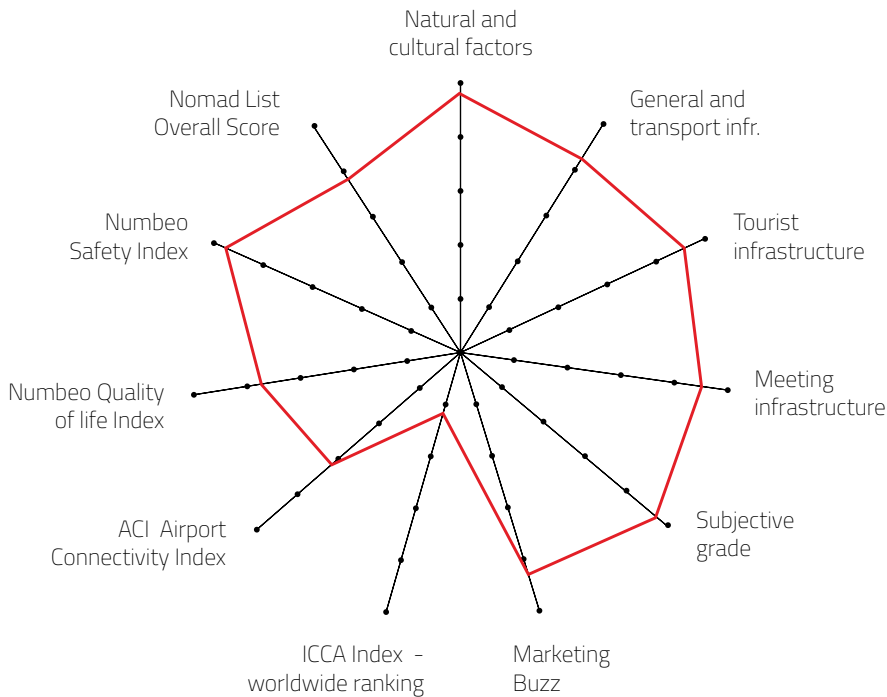 Natural and
cultural factors
General and
transport infr.
Tourist
infrastructure
Meeting
infrastructure
Subjective
grade
Marketing
Buzz
ICCA Index -
worldwide ranking
ACI Airport
Connectivity Index
Numbeo Quality
of life Index
Numbeo
Safety Index
Nomad List
Overall Score